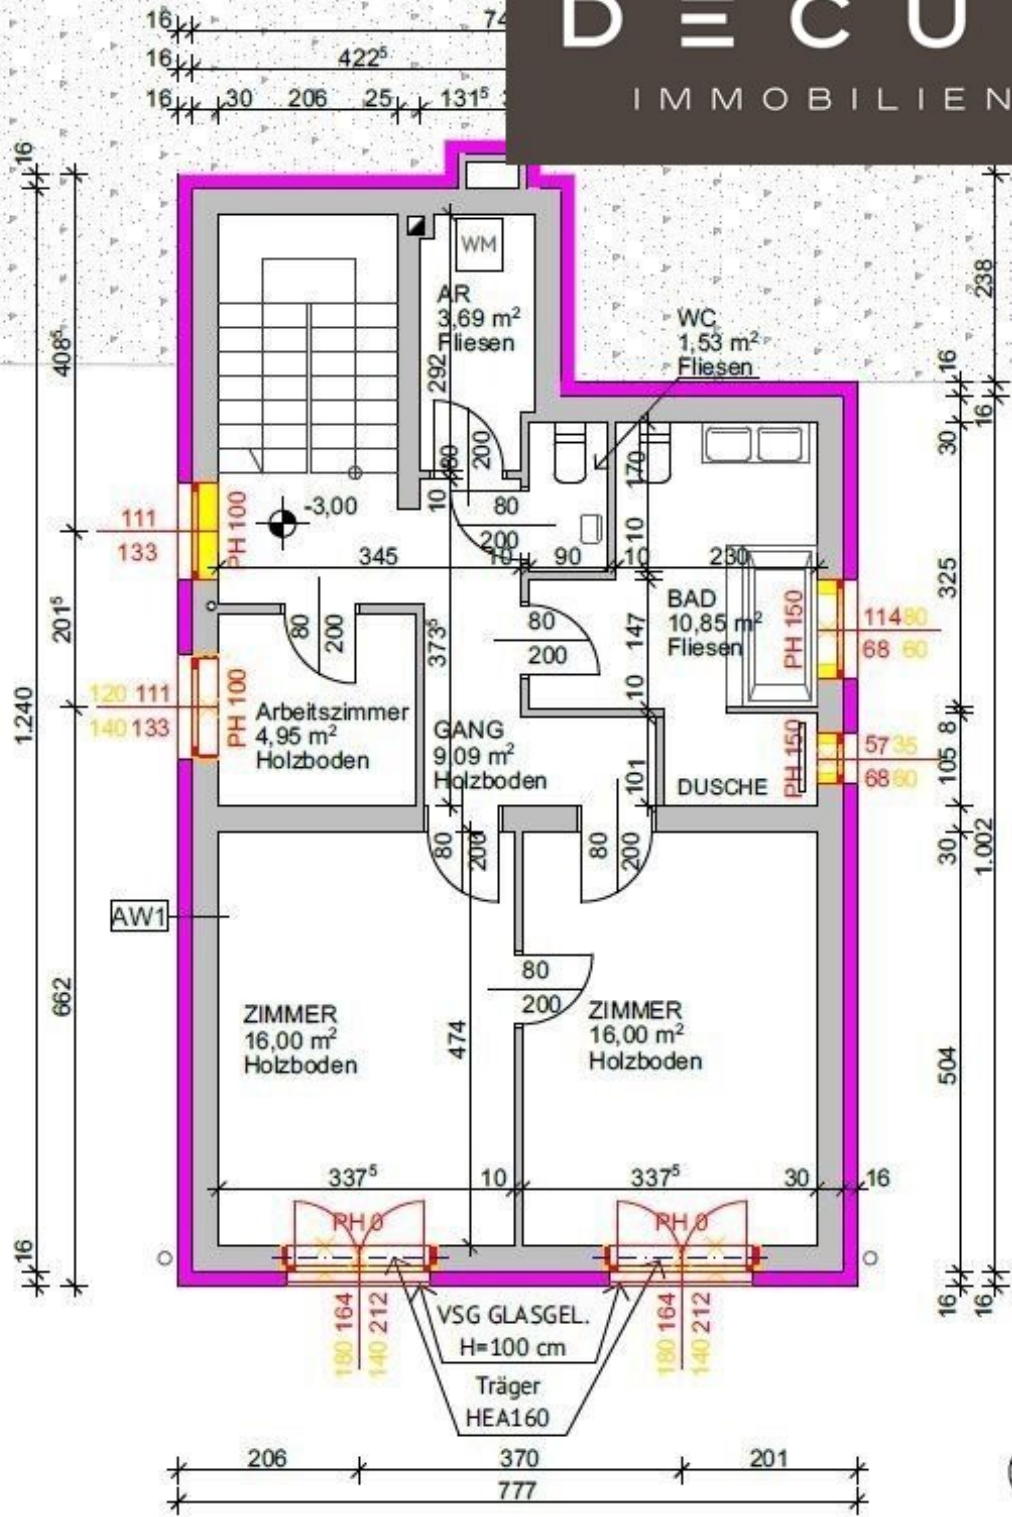 DECU
IMMOBILIEN
16
16 422⁵
16 30 206 25 131⁵
16
408⁵
201⁵
1.240
662
16
238
16
16
30
325
8
105
1.002
30
504
16
16
WM
AR
3,69 m²
Fliesen
292
WC
1,53 m²
Fliesen
80
200
10
80
200
-3,00
111
133
PH 100
345
10
90
10
230
170
10
BAD
10,85 m²
Fliesen
PH 150
114 80
68 60
80
200
147
10
80
200
373⁵
120 111
140 133
PH 100
Arbeitszimmer
4,95 m²
Holzboden
GANG
9,09 m²
Holzboden
101
DUSCHE
PH 150
57 35
68 60
80
200
80
200
AW1
80
200
ZIMMER
16,00 m²
Holzboden
474
ZIMMER
16,00 m²
Holzboden
337⁵
10
337⁵
30
16
PH 0
PH 0
180 164
140 212
VSG GLASGEL.
H=100 cm
180 164
140 212
Träger
HEA160
206 370 201
777